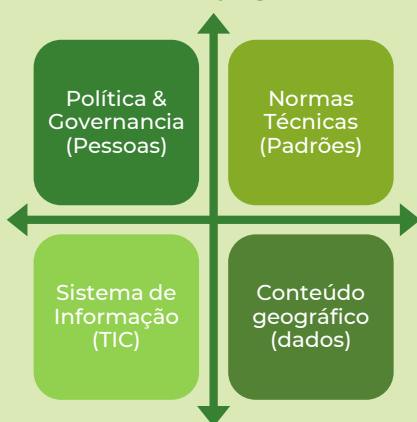 Política &
Governancia
(Pessoas)
Normas
Técnicas
(Padrões)
Sistema de
Informação
(TIC)
Conteúdo
geográfico
(dados)